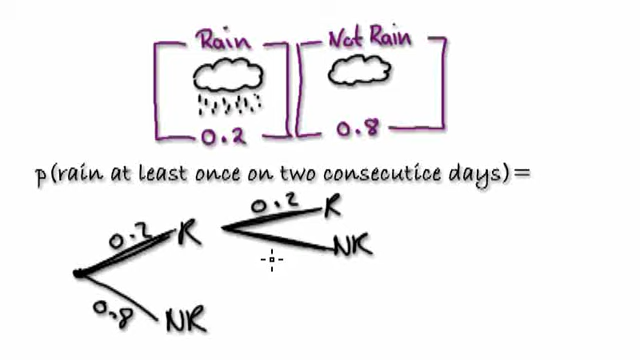 Rain Not Rain
0.2 0.8
p(rain at least once on two consecutice days)=
0.2 R 0.2 R
NR
0.8 NR